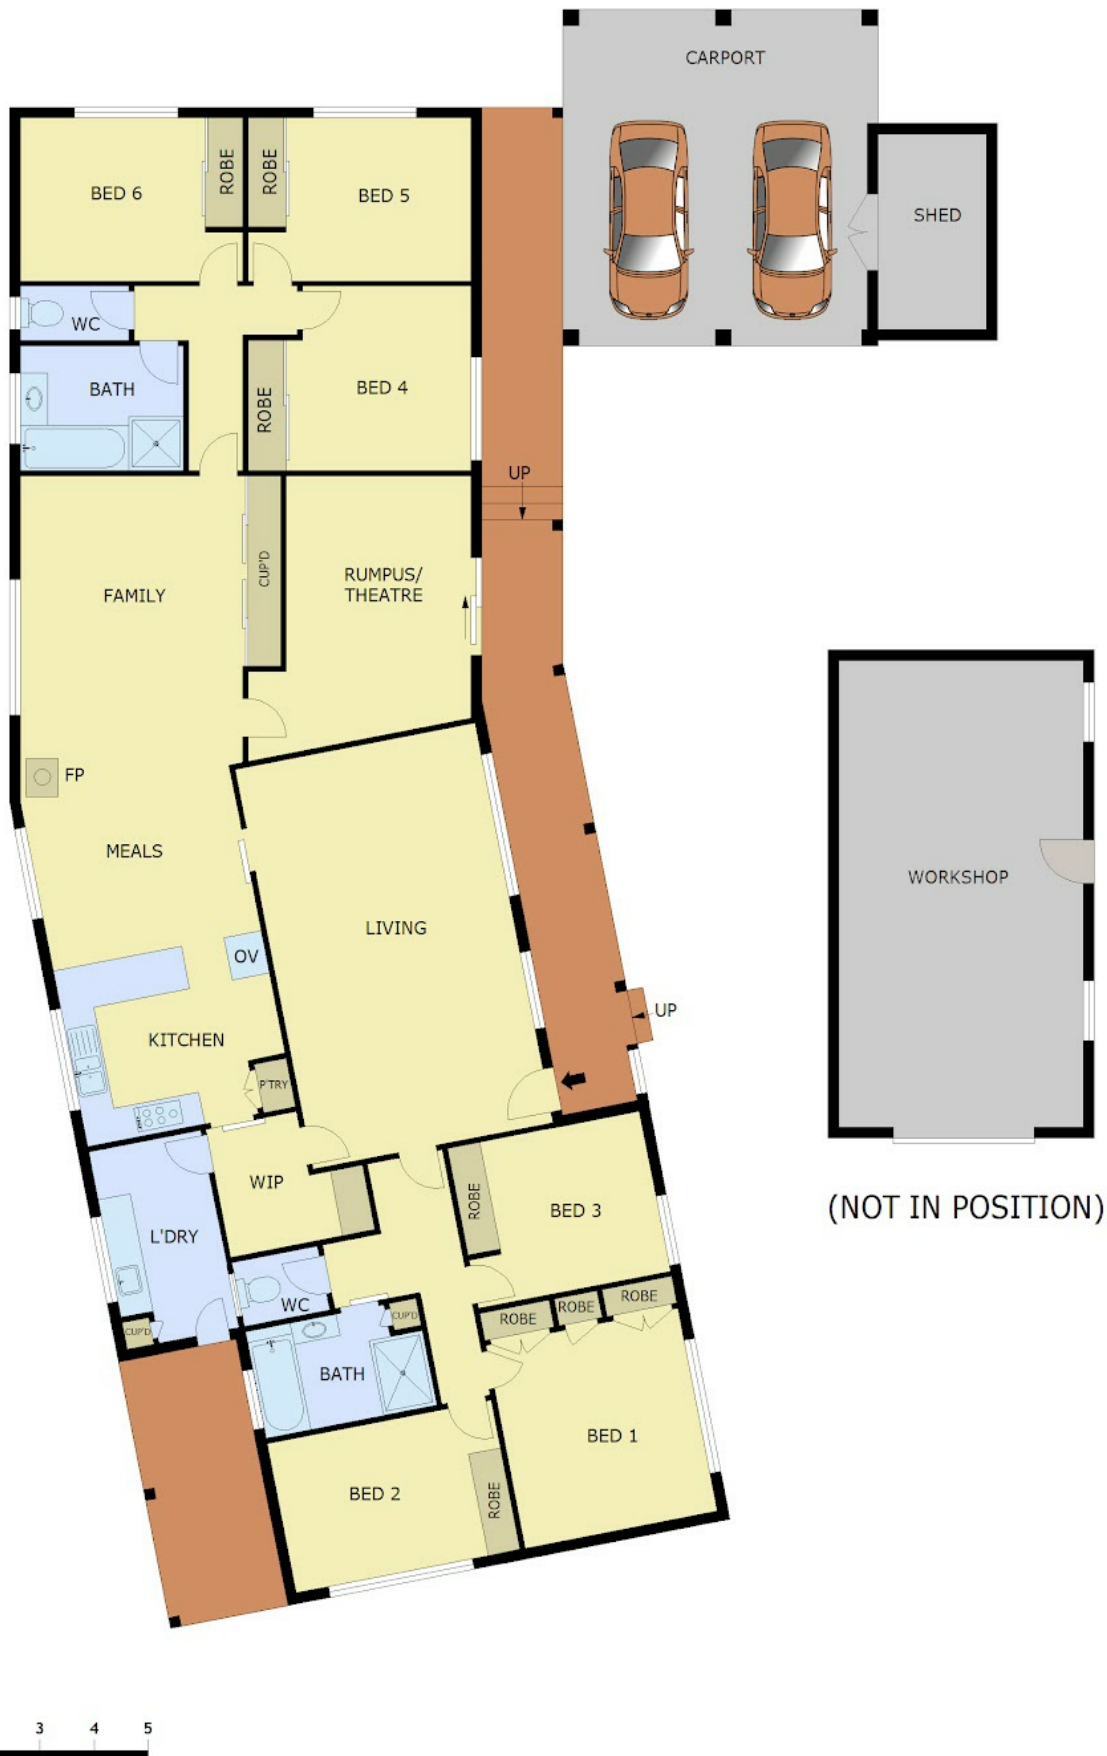 CARPORT
BED 6
ROBE
ROBE
BED 5
SHED
WC
BATH
ROBE
BED 4
UP
FAMILY
CUP'D
RUMPUS/
THEATRE
FP
MEALS
WORKSHOP
LIVING
OV
UP
KITCHEN
P'TRY
WIP
ROBE
BED 3
(NOT IN POSITION)
L'DRY
WC
CUP'D
CUP'D
ROBE
ROBE
ROBE
BATH
BED 1
BED 2
ROBE
3 4 5